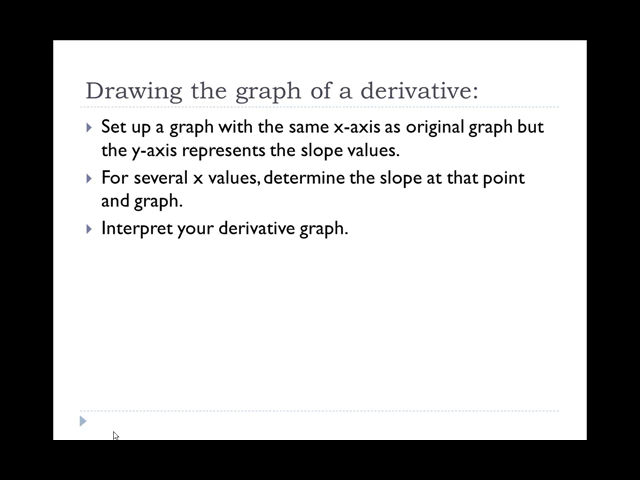 Drawing the graph of a derivative:
Set up a graph with the same x-axis as original graph but
the y-axis represents the slope values.
For several x values, determine the slope at that point
and graph.
Interpret your derivative graph.